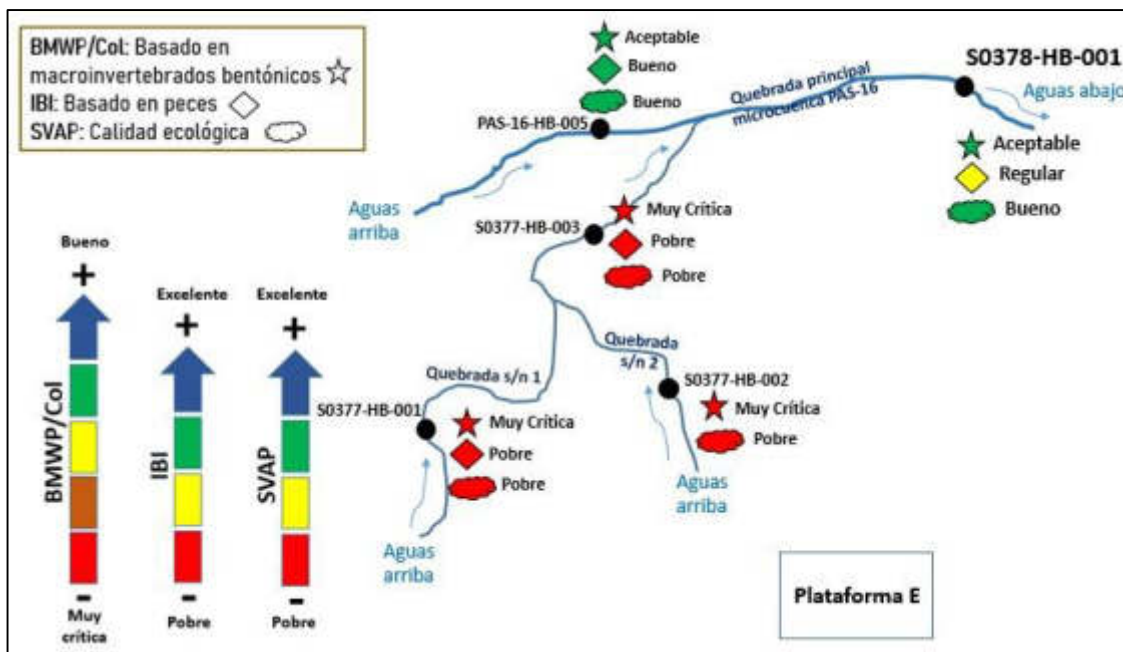 BMWP/Col: Basado en
macroinvertebrados bentónicos
IBI: Basado en peces
SVAP: Calidad ecológica
Aceptable
Bueno
Bueno
PAS-16-HB-005
Quebrada principal
microcuenca PAS-16
S0378-HB-001
Aguas abajo
Aceptable
Regular
Bueno
Aguas
arriba
S0377-HB-003
Muy Crítica
Pobre
Pobre
Quebrada s/n 1
Quebrada
s/n 2
S0377-HB-001
Muy Crítica
Pobre
Pobre
S0377-HB-002
Muy Crítica
Pobre
Aguas
arriba
Aguas
arriba
Bueno
+
BMWP/Col
-
Muy
crítica
Excelente
+
IBI
-
Pobre
Excelente
+
SVAP
-
Pobre
Plataforma E